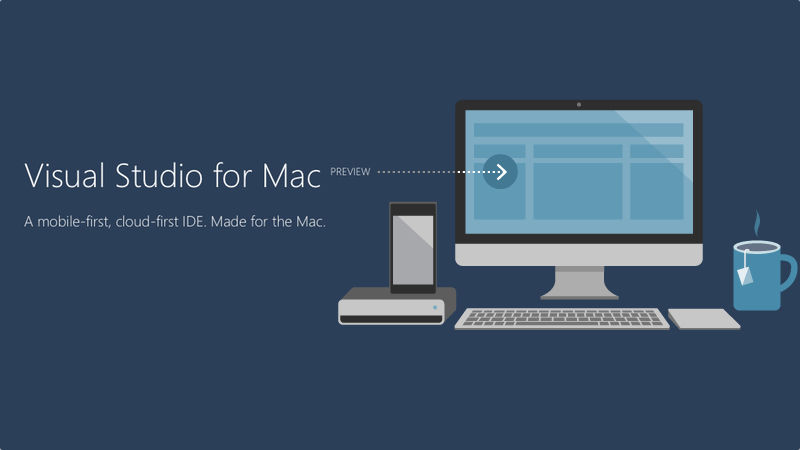 Visual Studio for Mac PREVIEW
A mobile-first, cloud-first IDE. Made for the Mac.